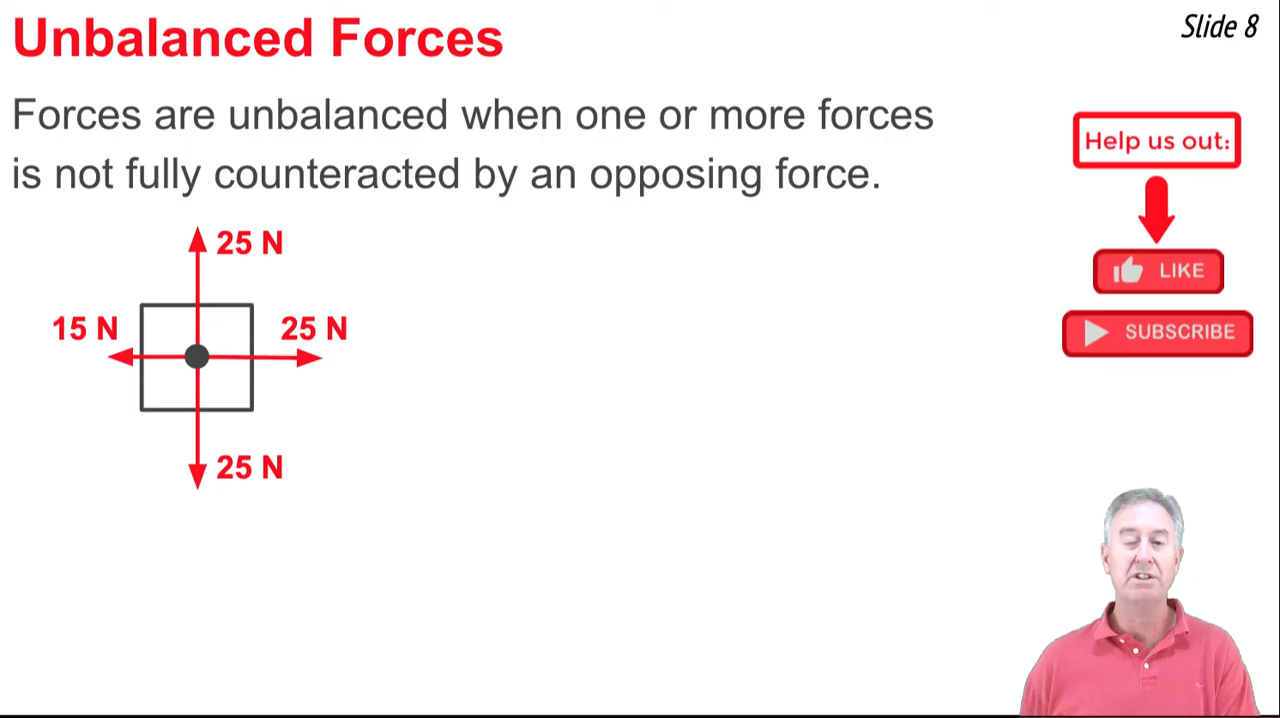 Unbalanced Forces
Slide 8
Forces are unbalanced when one or more forces
is not fully counteracted by an opposing force.
Help us out:
LIKE
SUBSCRIBE
25 N
15 N
25 N
25 N